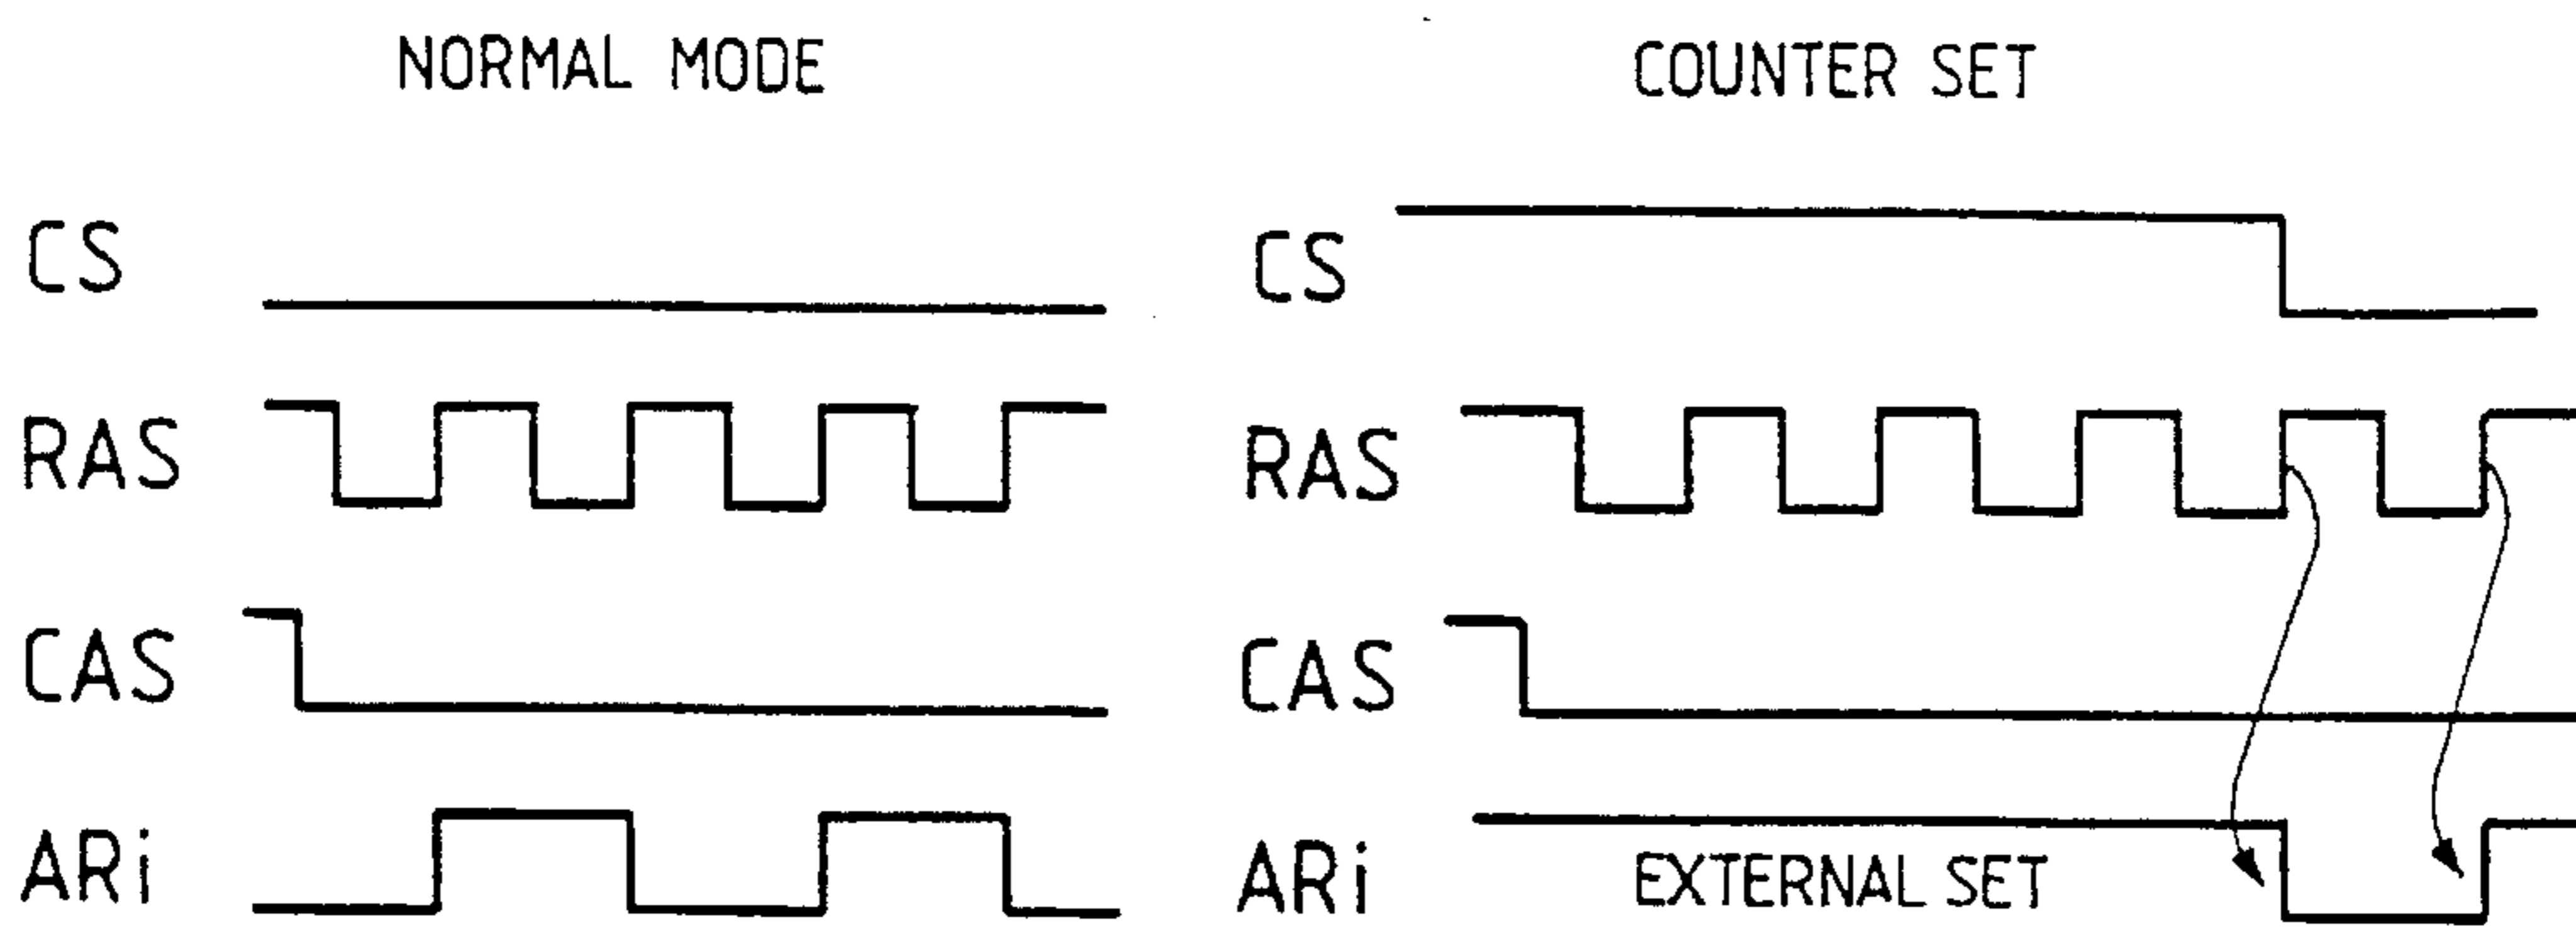 NORMAL MODE
CS
RAS
CAS
ARi
COUNTER SET
CS
RAS
CAS
ARi
EXTERNAL SET